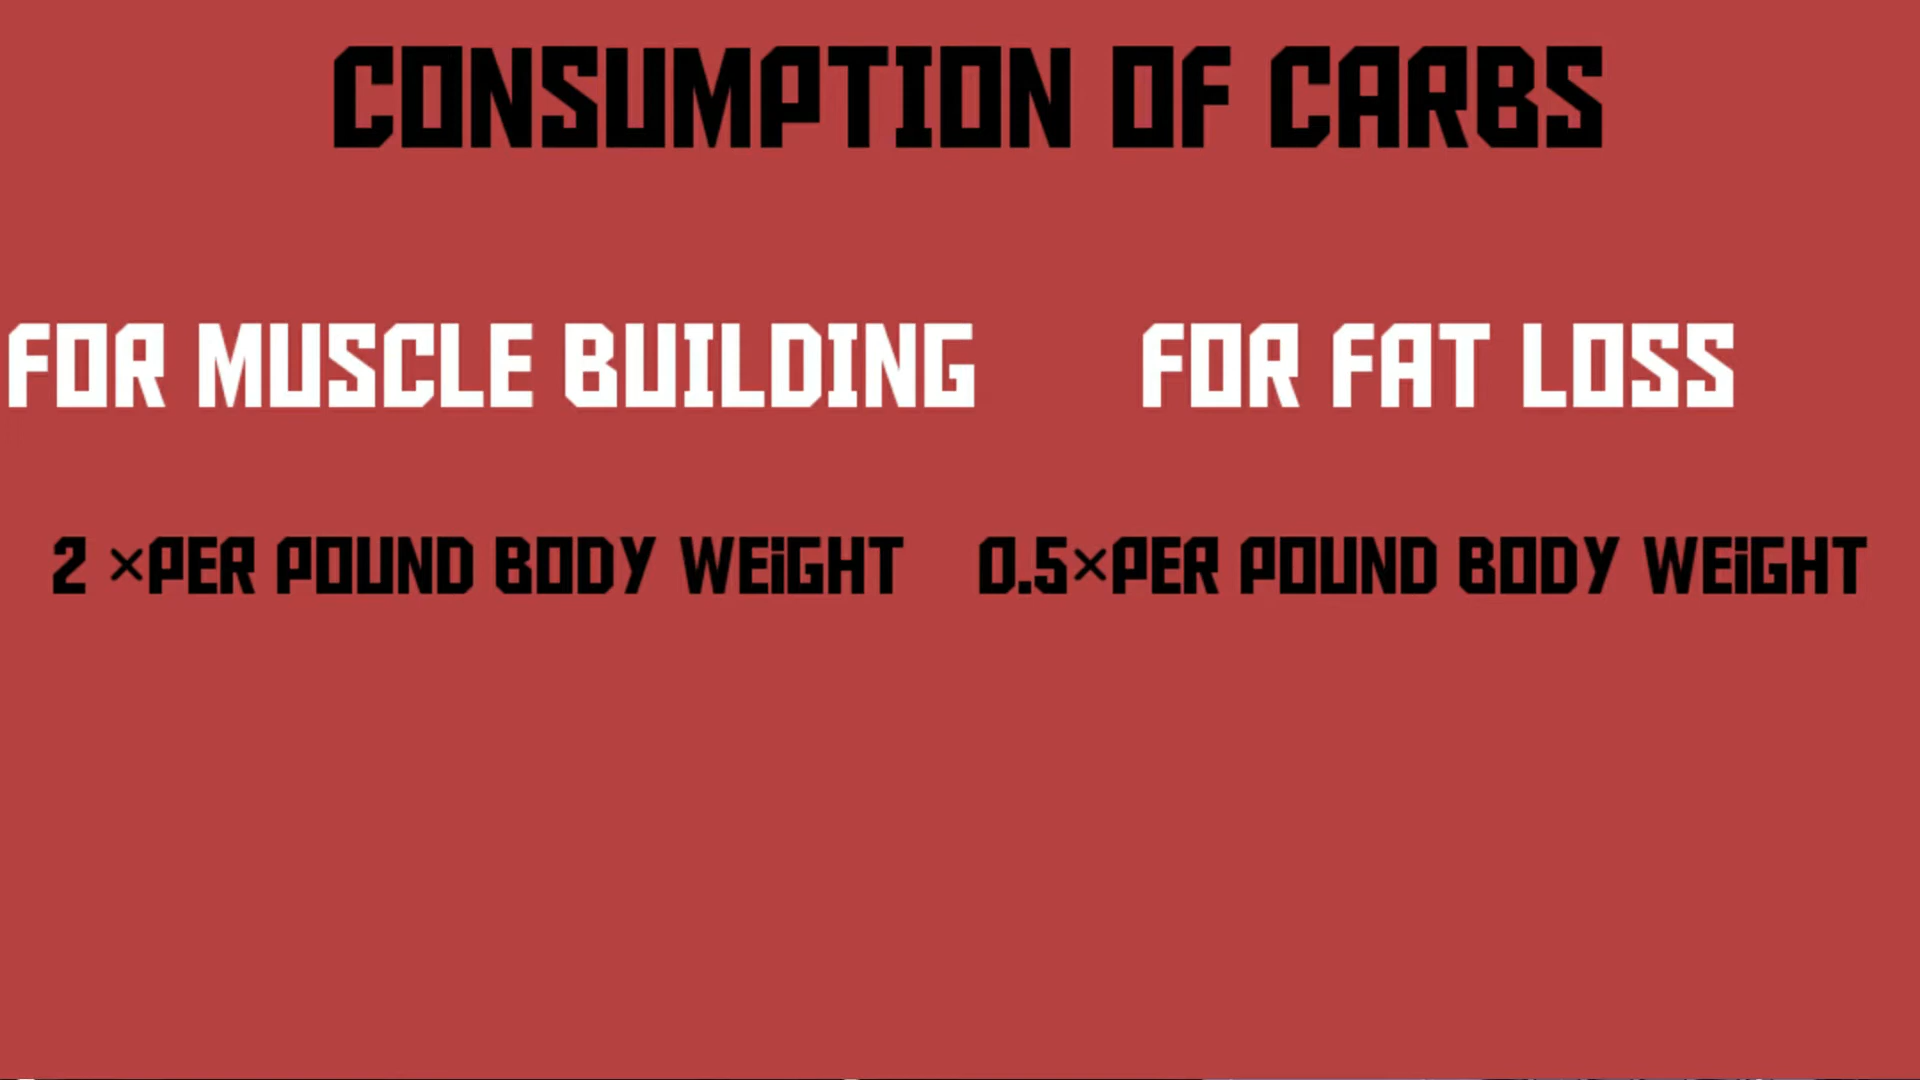 CONSUMPTION OF CARBS
FOR MUSCLE BUILDING
FOR FAT LOSS
2 ×PER POUND BODY WEiGHT
0.5×PER POUND BODY WEiGHT